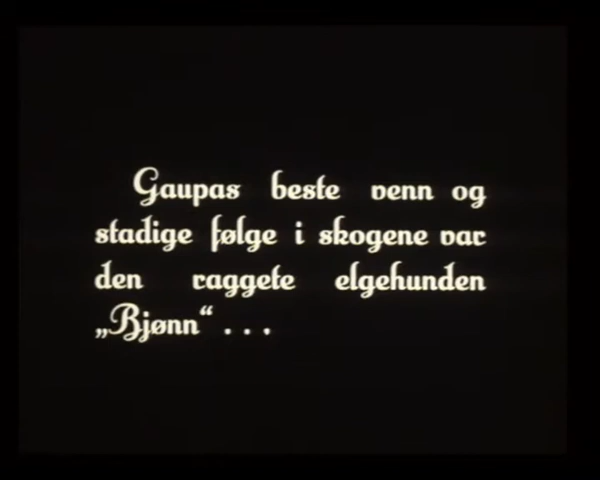 Gaupas beste venn og
stadige følge i skogene var
den raggete elgehunden
„Bjønn“ . . .